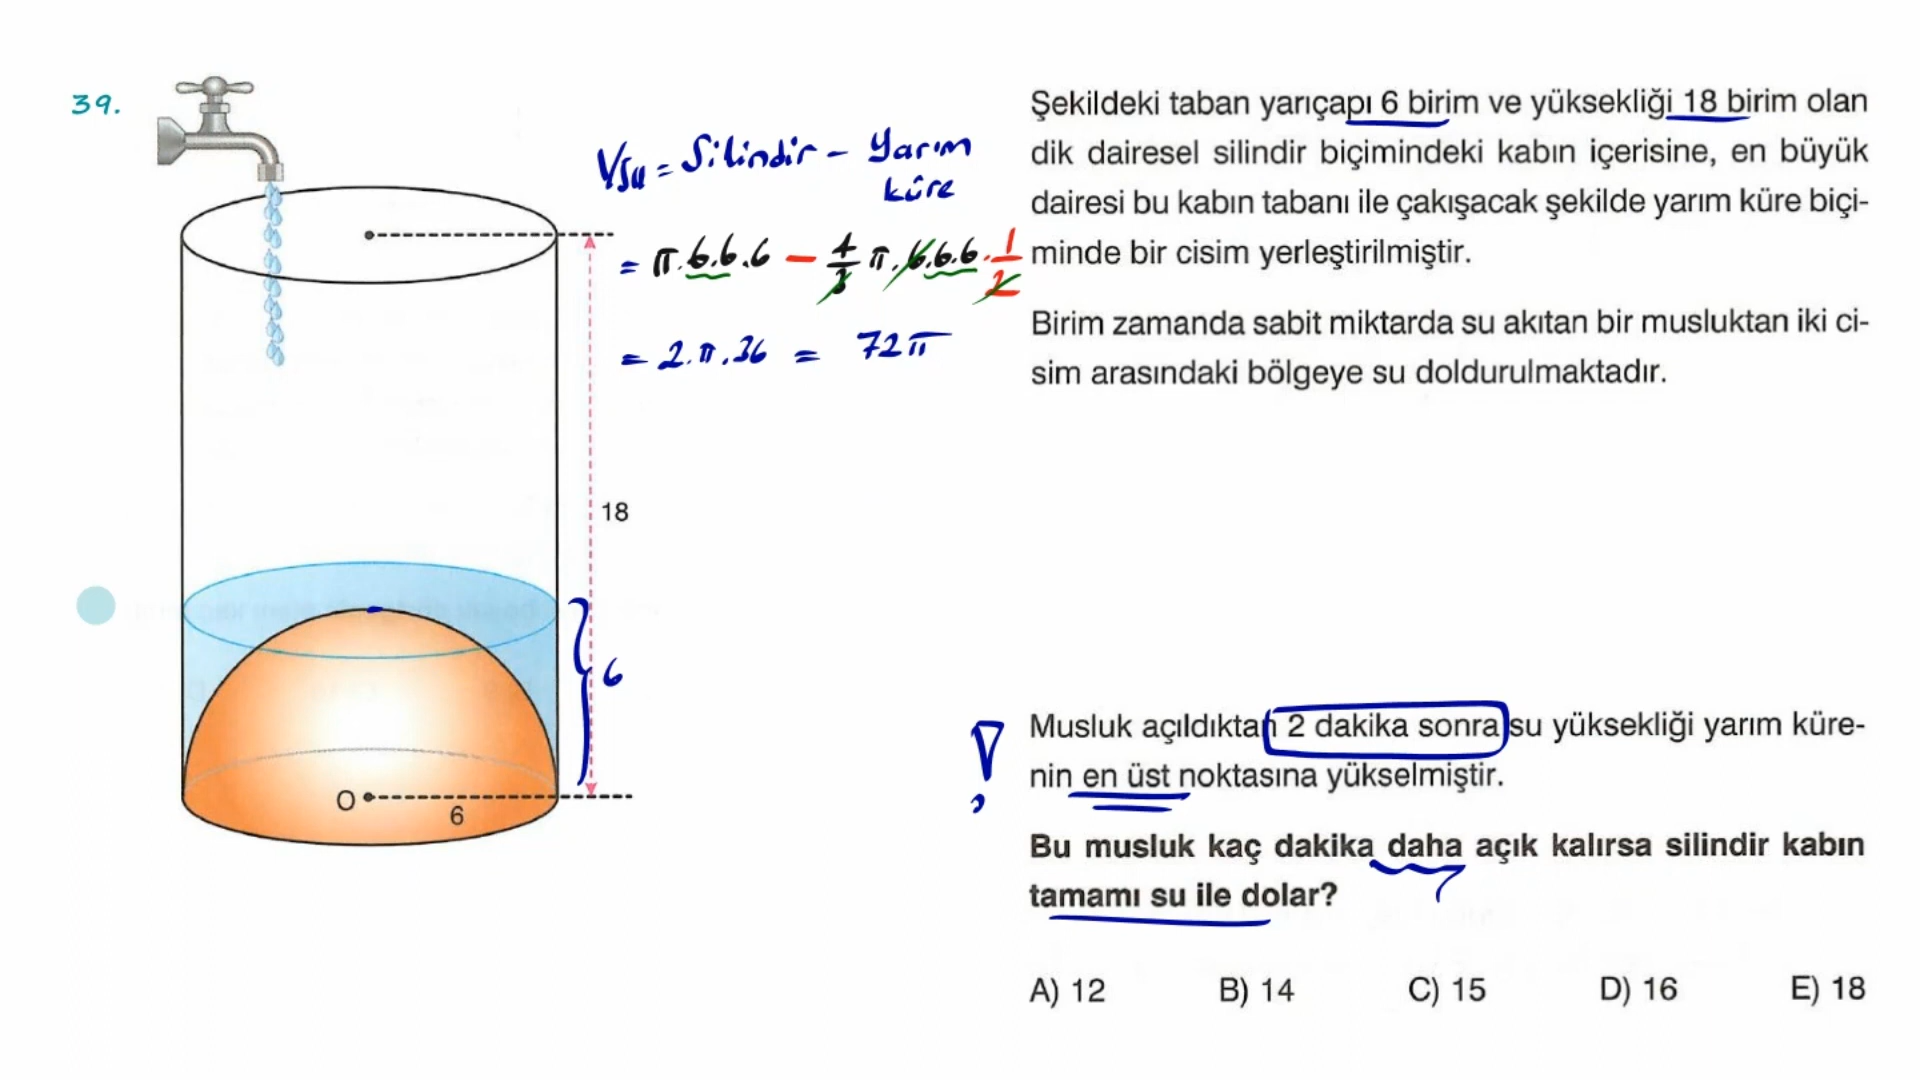 39.
Vsu = Silindir - Yarım
küre
= π.6.6.6 - 4/3 π.6.6.6.1/2
= 2.π.36 = 72π
18
6
O
6
Şekildeki taban yarıçapı 6 birim ve yüksekliği 18 birim olan
dik dairesel silindir biçimindeki kabın içerisine, en büyük
dairesi bu kabın tabanı ile çakışacak şekilde yarım küre biçi-
minde bir cisim yerleştirilmiştir.
Birim zamanda sabit miktarda su akıtan bir musluktan iki ci-
sim arasındaki bölgeye su doldurulmaktadır.
Musluk açıldıktan 2 dakika sonra su yüksekliği yarım küre-
nin en üst noktasına yükselmiştir.
Bu musluk kaç dakika daha açık kalırsa silindir kabın
tamamı su ile dolar?
A) 12 B) 14 C) 15 D) 16 E) 18